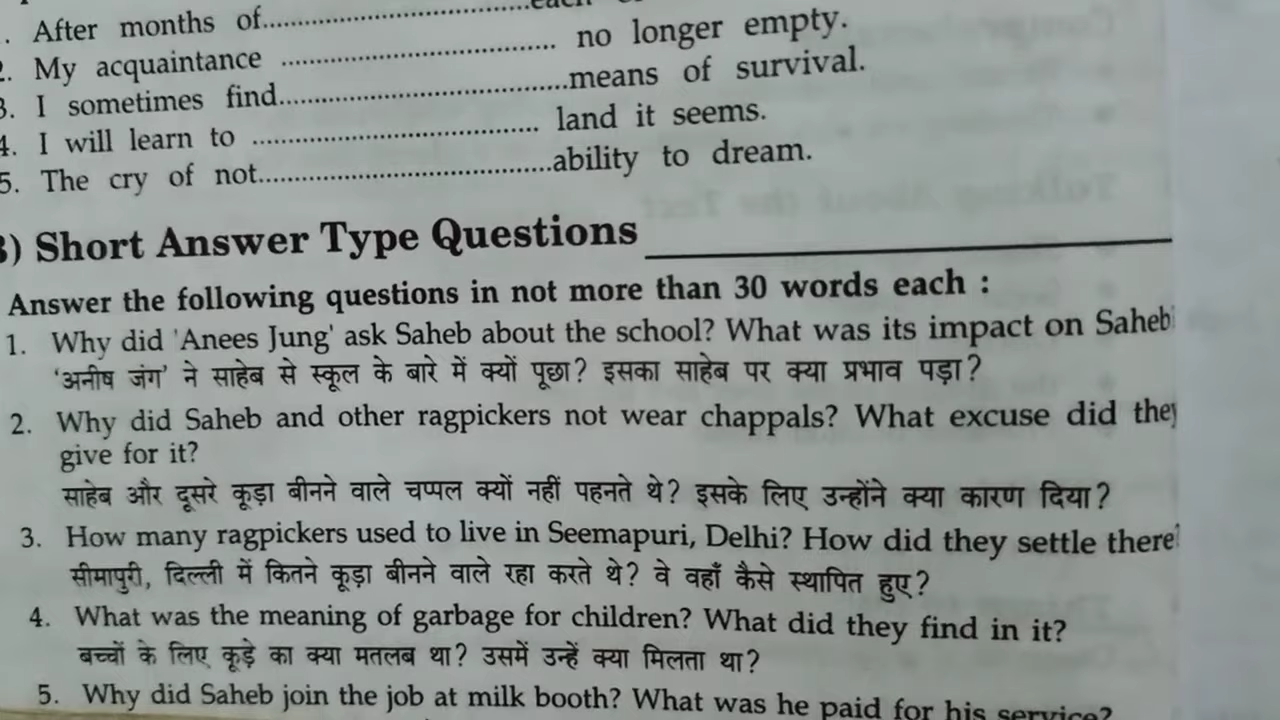 . After months of..............................each
2. My acquaintance .............................. no longer empty.
3. I sometimes find..............................means of survival.
4. I will learn to .............................. land it seems.
5. The cry of not..............................ability to dream.
B) Short Answer Type Questions
Answer the following questions in not more than 30 words each :
1. Why did 'Anees Jung' ask Saheb about the school? What was its impact on Saheb
'अनीष जंग' ने साहेब से स्कूल के बारे में क्यों पूछा? इसका साहेब पर क्या प्रभाव पड़ा?
2. Why did Saheb and other ragpickers not wear chappals? What excuse did they
give for it?
साहेब और दूसरे कूड़ा बीनने वाले चप्पल क्यों नहीं पहनते थे? इसके लिए उन्होंने क्या कारण दिया?
3. How many ragpickers used to live in Seemapuri, Delhi? How did they settle there
सीमापुरी, दिल्ली में कितने कूड़ा बीनने वाले रहा करते थे? वे वहाँ कैसे स्थापित हुए?
4. What was the meaning of garbage for children? What did they find in it?
बच्चों के लिए कूड़े का क्या मतलब था? उसमें उन्हें क्या मिलता था?
5. Why did Saheb join the job at milk booth? What was he paid for his service?